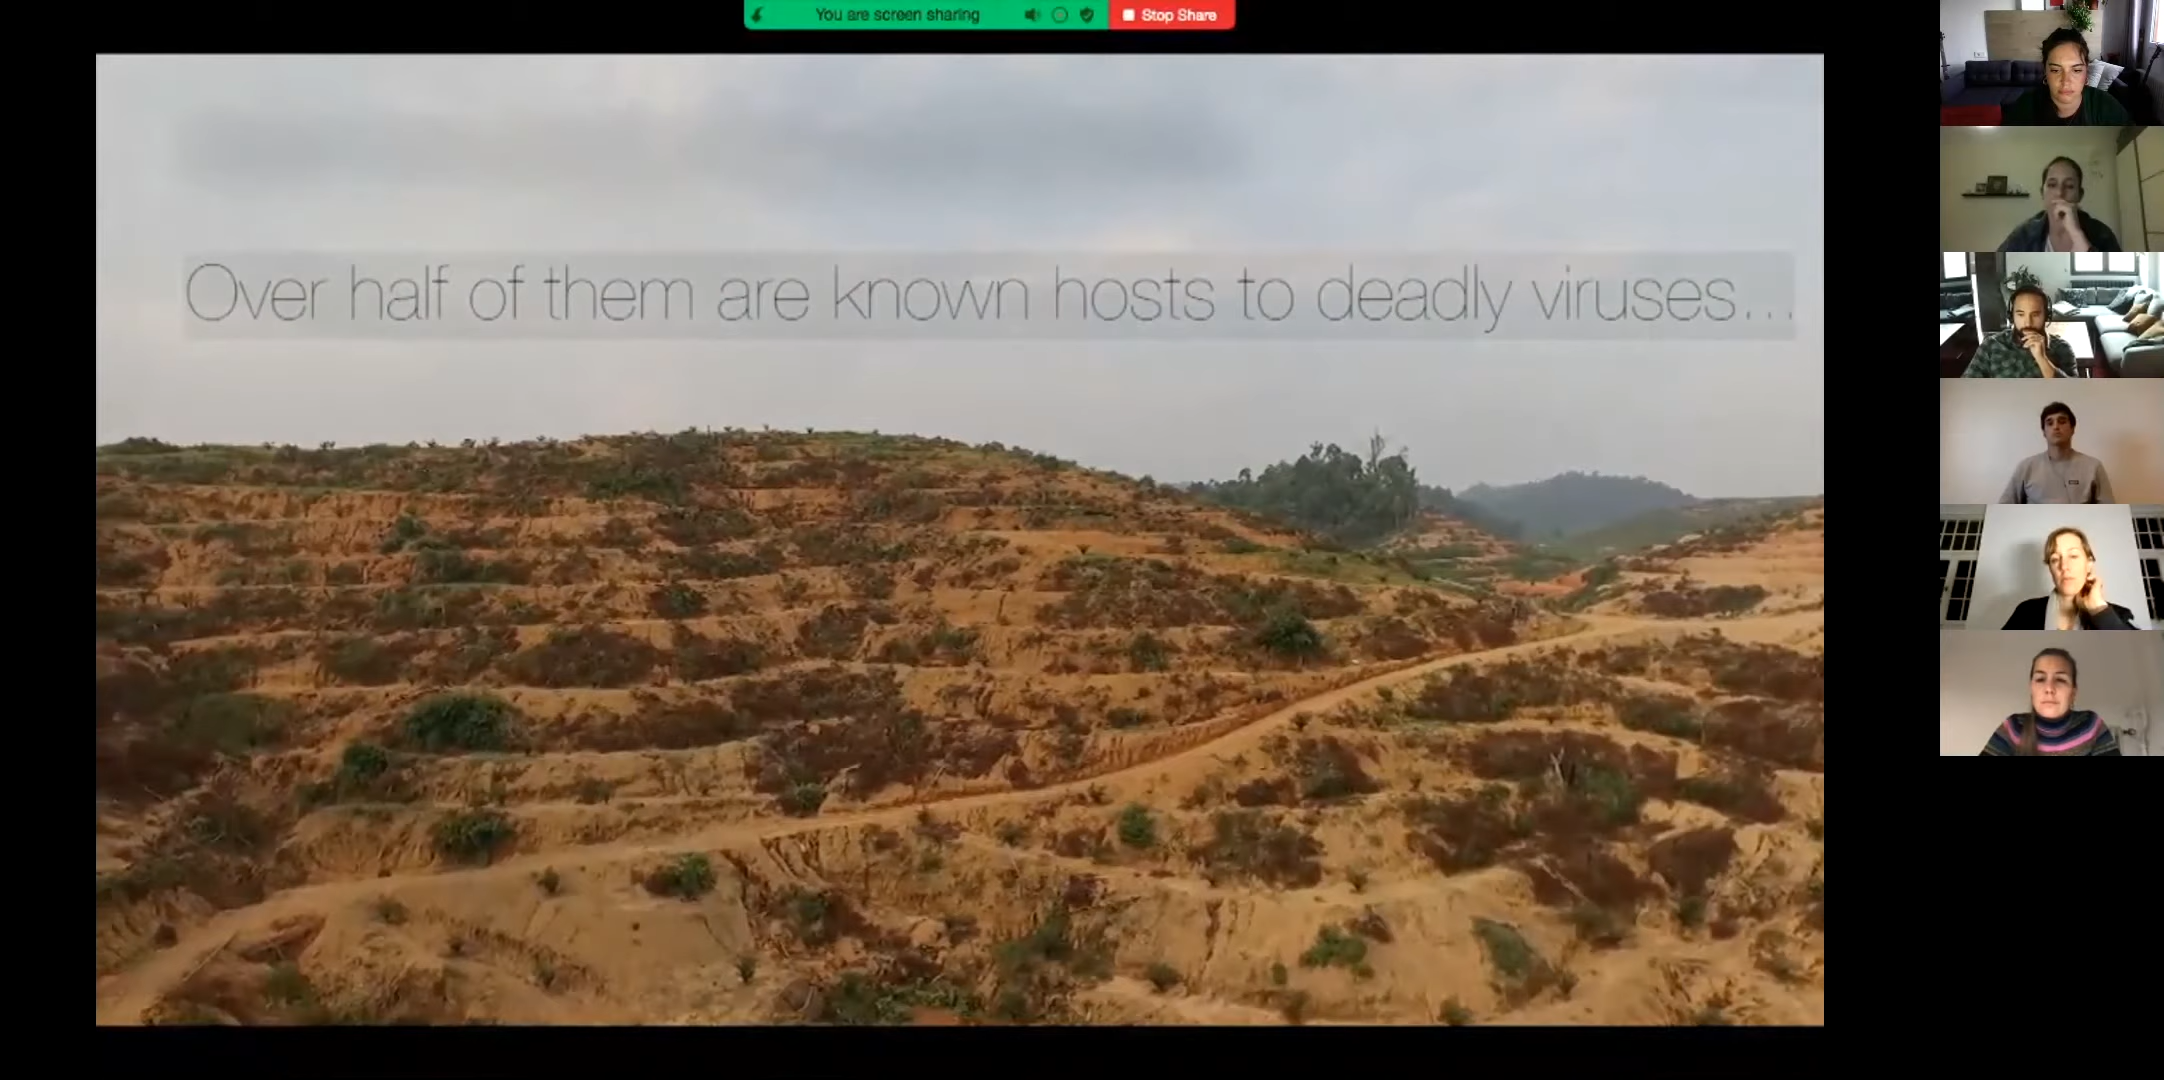 You are screen sharing
Stop Share
Over half of them are known hosts to deadly viruses...